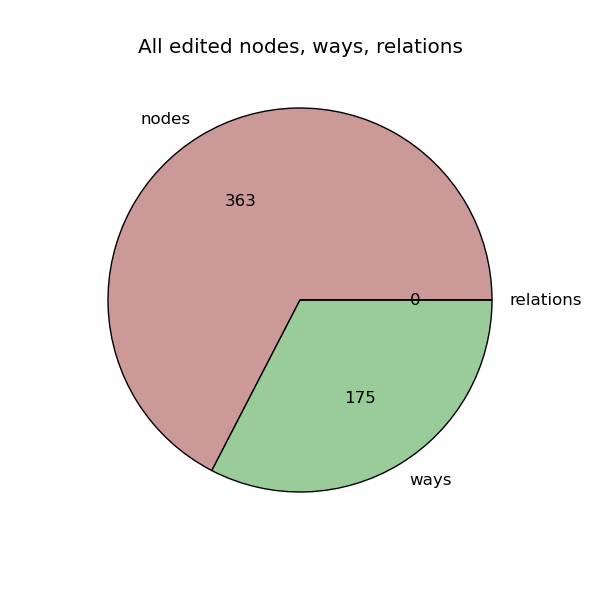 All edited nodes, ways, relations
nodes
363
0
relations
175
ways